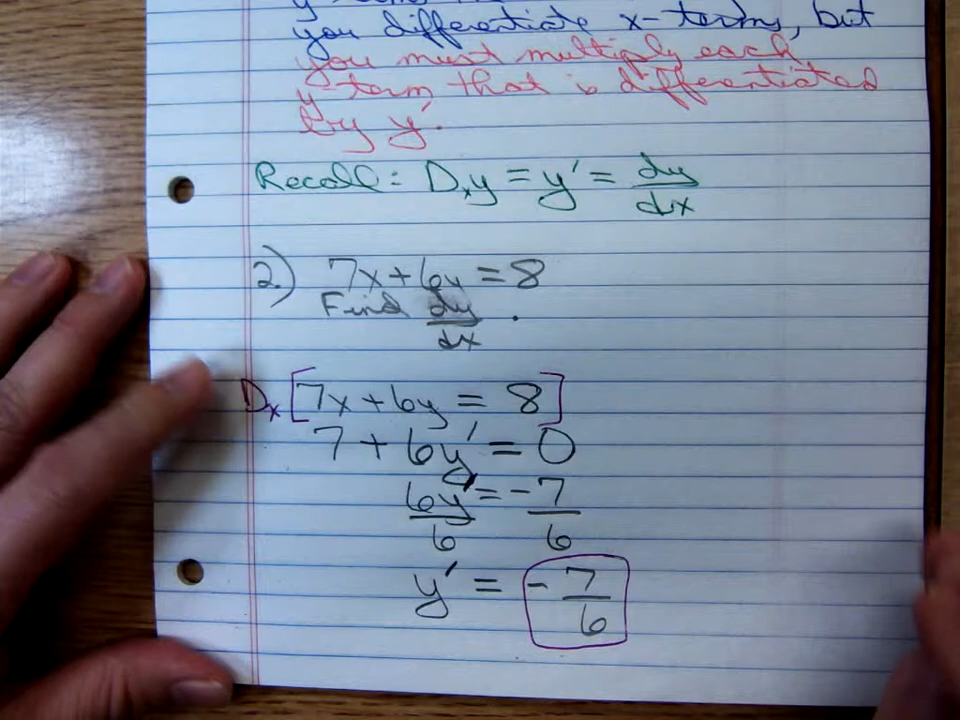 you differentiate x-terms, but
you must multiply each
y term that is differentiated
by y'.
Recall: Dₓy = y' = dy/dx
2.) 7x + 6y = 8
Find dy/dx.
Dₓ[7x + 6y = 8]
7 + 6y' = 0
6y'/6 = -7/6
y' = -7/6